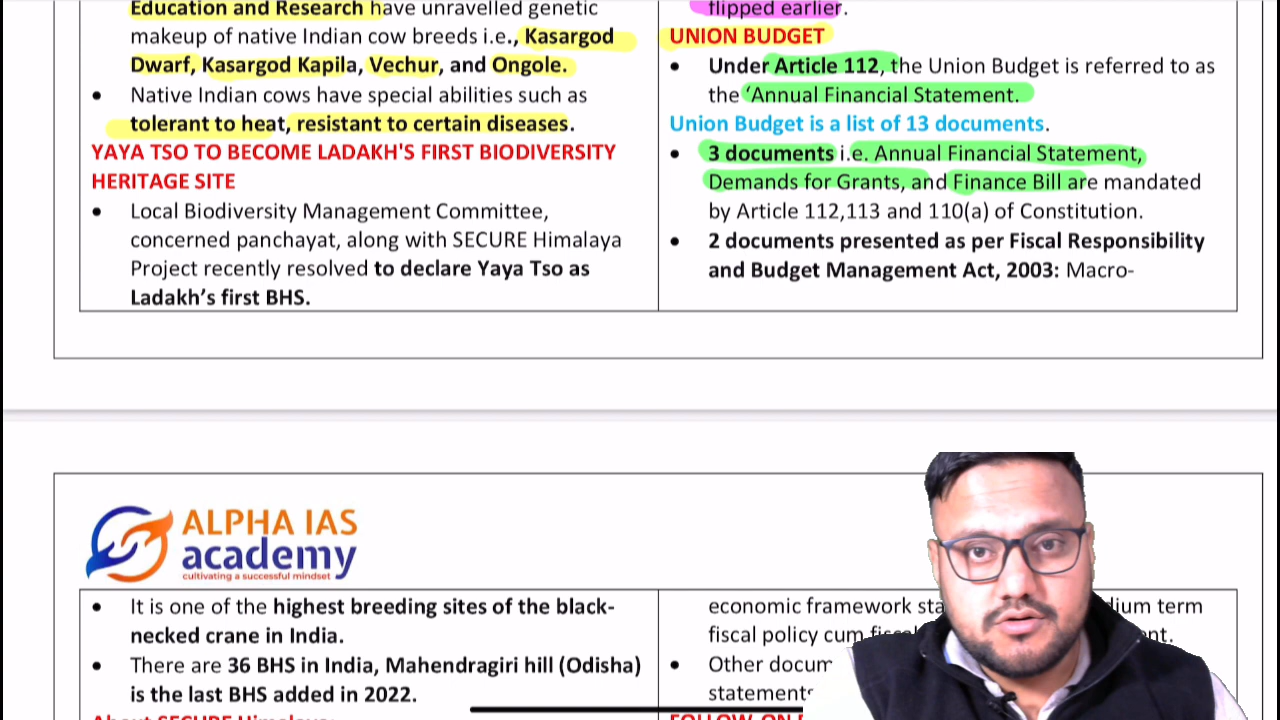 Education and Research have unravelled genetic
makeup of native Indian cow breeds i.e., Kasargod
Dwarf, Kasargod Kapila, Vechur, and Ongole.
• Native Indian cows have special abilities such as
tolerant to heat, resistant to certain diseases.
YAYA TSO TO BECOME LADAKH'S FIRST BIODIVERSITY
HERITAGE SITE
• Local Biodiversity Management Committee,
concerned panchayat, along with SECURE Himalaya
Project recently resolved to declare Yaya Tso as
Ladakh’s first BHS.
flipped earlier.
UNION BUDGET
• Under Article 112, the Union Budget is referred to as
the ‘Annual Financial Statement.
Union Budget is a list of 13 documents.
• 3 documents i.e. Annual Financial Statement,
Demands for Grants, and Finance Bill are mandated
by Article 112,113 and 110(a) of Constitution.
• 2 documents presented as per Fiscal Responsibility
and Budget Management Act, 2003: Macro-
ALPHA IAS
academy
cultivating a successful mindset
• It is one of the highest breeding sites of the black-
necked crane in India.
• There are 36 BHS in India, Mahendragiri hill (Odisha)
is the last BHS added in 2022.
About SECURE Himalaya:
economic framework term
fiscal policy cum
• Other